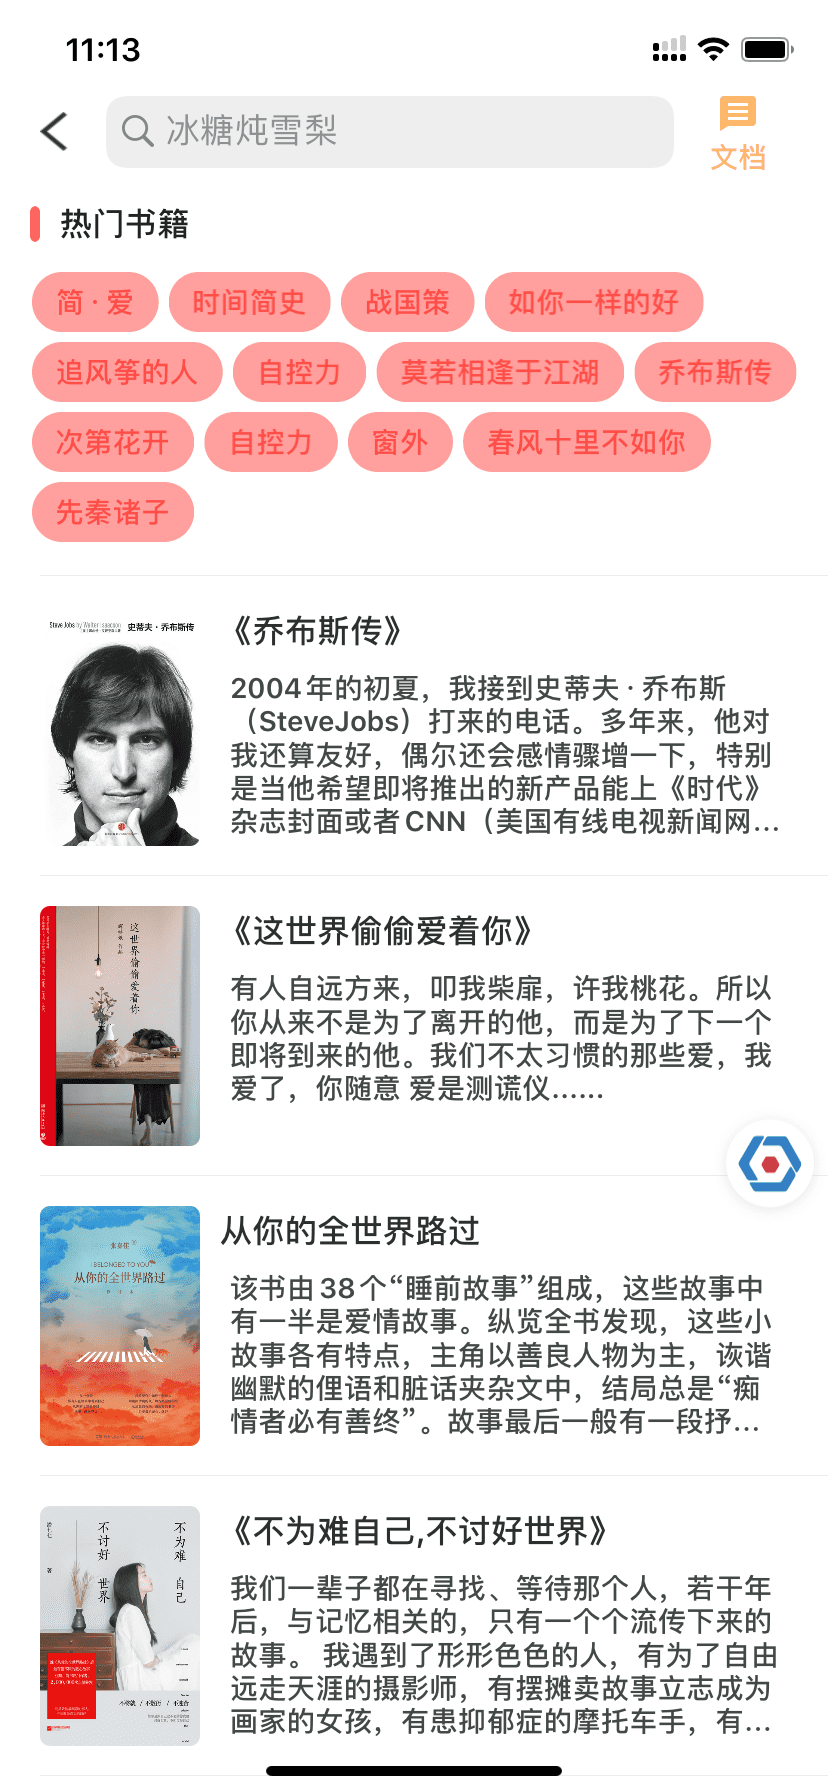 11:13
冰糖炖雪梨
文档
热门书籍
简·爱 时间简史 战国策 如你一样的好
追风筝的人 自控力 莫若相逢于江湖 乔布斯传
次第花开 自控力 窗外 春风十里不如你
先秦诸子
Steve Jobs by Walter Isaacson 史蒂夫·乔布斯传
《乔布斯传》
2004年的初夏，我接到史蒂夫·乔布斯
（SteveJobs）打来的电话。多年来，他对
我还算友好，偶尔还会感情骤增一下，特别
是当他希望即将推出的新产品能上《时代》
杂志封面或者CNN（美国有线电视新闻网...
这世界偷偷爱着你
《这世界偷偷爱着你》
有人自远方来，叩我柴扉，许我桃花。所以
你从来不是为了离开的他，而是为了下一个
即将到来的他。我们不太习惯的那些爱，我
爱了，你随意 爱是测谎仪......
张嘉佳
I BELONGED TO YOU
从你的全世界路过
从你的全世界路过
该书由38个“睡前故事”组成，这些故事中
有一半是爱情故事。纵览全书发现，这些小
故事各有特点，主角以善良人物为主，诙谐
幽默的俚语和脏话夹杂文中，结局总是“痴
情者必有善终”。故事最后一般有一段抒...
不为难 自己
不讨好 世界
《不为难自己,不讨好世界》
我们一辈子都在寻找、等待那个人，若干年
后，与记忆相关的，只有一个个流传下来的
故事。 我遇到了形形色色的人，有为了自由
远走天涯的摄影师，有摆摊卖故事立志成为
画家的女孩，有患抑郁症的摩托车手，有...